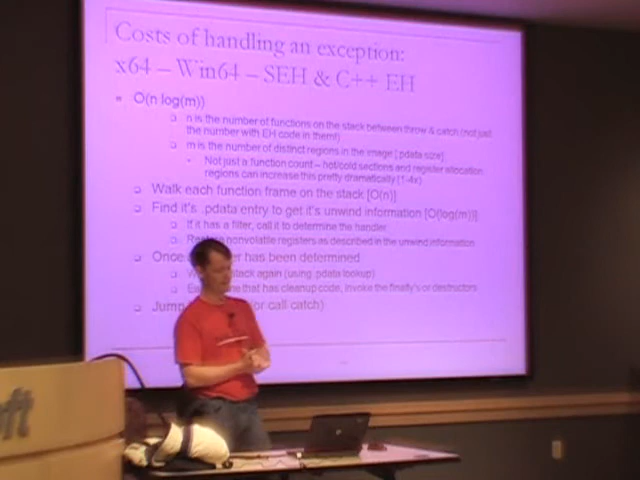 Costs of handling an exception:
x64 – Win64 – SEH & C++ EH
O(n log(m))
n is the number of functions on the stack between throw & catch (not just
the number with EH code in them!)
m is the number of distinct regions in the image [.pdata size]
Not just a function count – hot/cold sections and register allocation
regions can increase this pretty dramatically [1-4x]
Walk each function frame on the stack [O(n)]
Find it's .pdata entry to get it's unwind information [O(log(m))]
If it has a filter, call it to determine the handler
nonvolatile registers as described in the unwind information
Once has been determined
stack again (using .pdata lookup)
that has cleanup code, invoke the finally's or destructors
Jump (or call catch)
oft